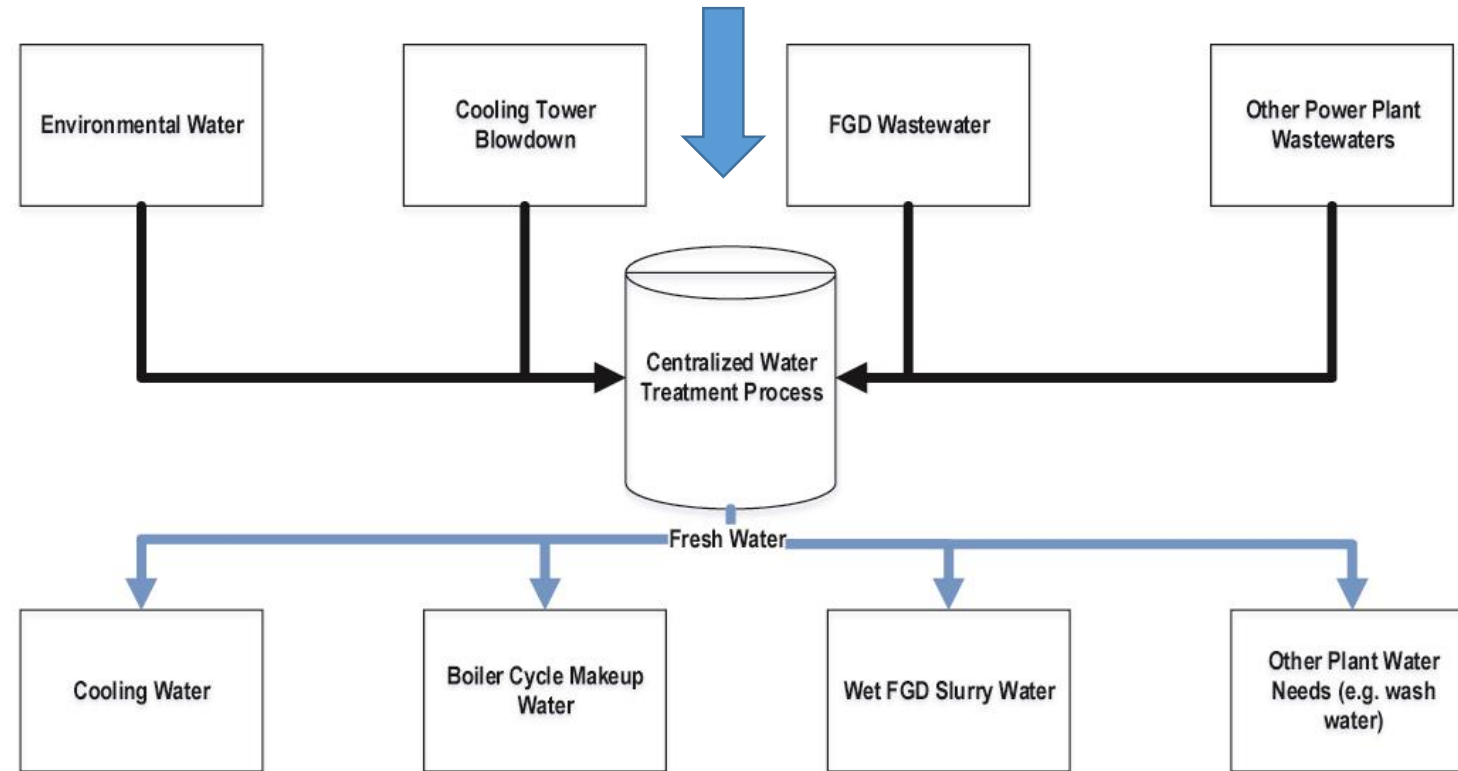 Environmental Water
Cooling Tower
Blowdown
FGD Wastewater
Other Power Plant
Wastewaters
Centralized Water
Treatment Process
Fresh Water
Cooling Water
Boiler Cycle Makeup
Water
Wet FGD Slurry Water
Other Plant Water
Needs (e.g. wash
water)